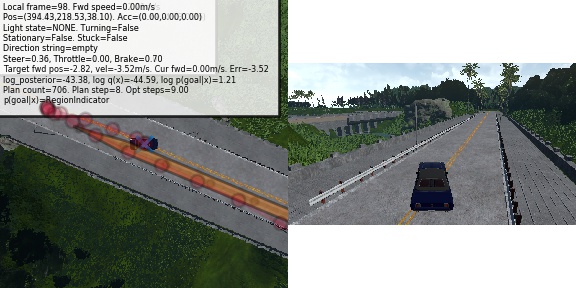 Local frame=98. Fwd speed=0.00m/s
Pos=(394.43,218.53,38.10). Acc=(0.00,0.00,0.00)
Light state=NONE. Turning=False
Stationary=False. Stuck=False
Direction string=empty
Steer=0.36, Throttle=0.00, Brake=0.70
Target fwd pos=-2.82, vel=-3.52m/s. Cur fwd=0.00m/s. Err=-3.52
log_posterior=-43.38, log q(x)=-44.59, log p(goal|x)=1.21
Plan count=706. Plan step=8. Opt steps=9.00
p(goal|x)=RegionIndicator